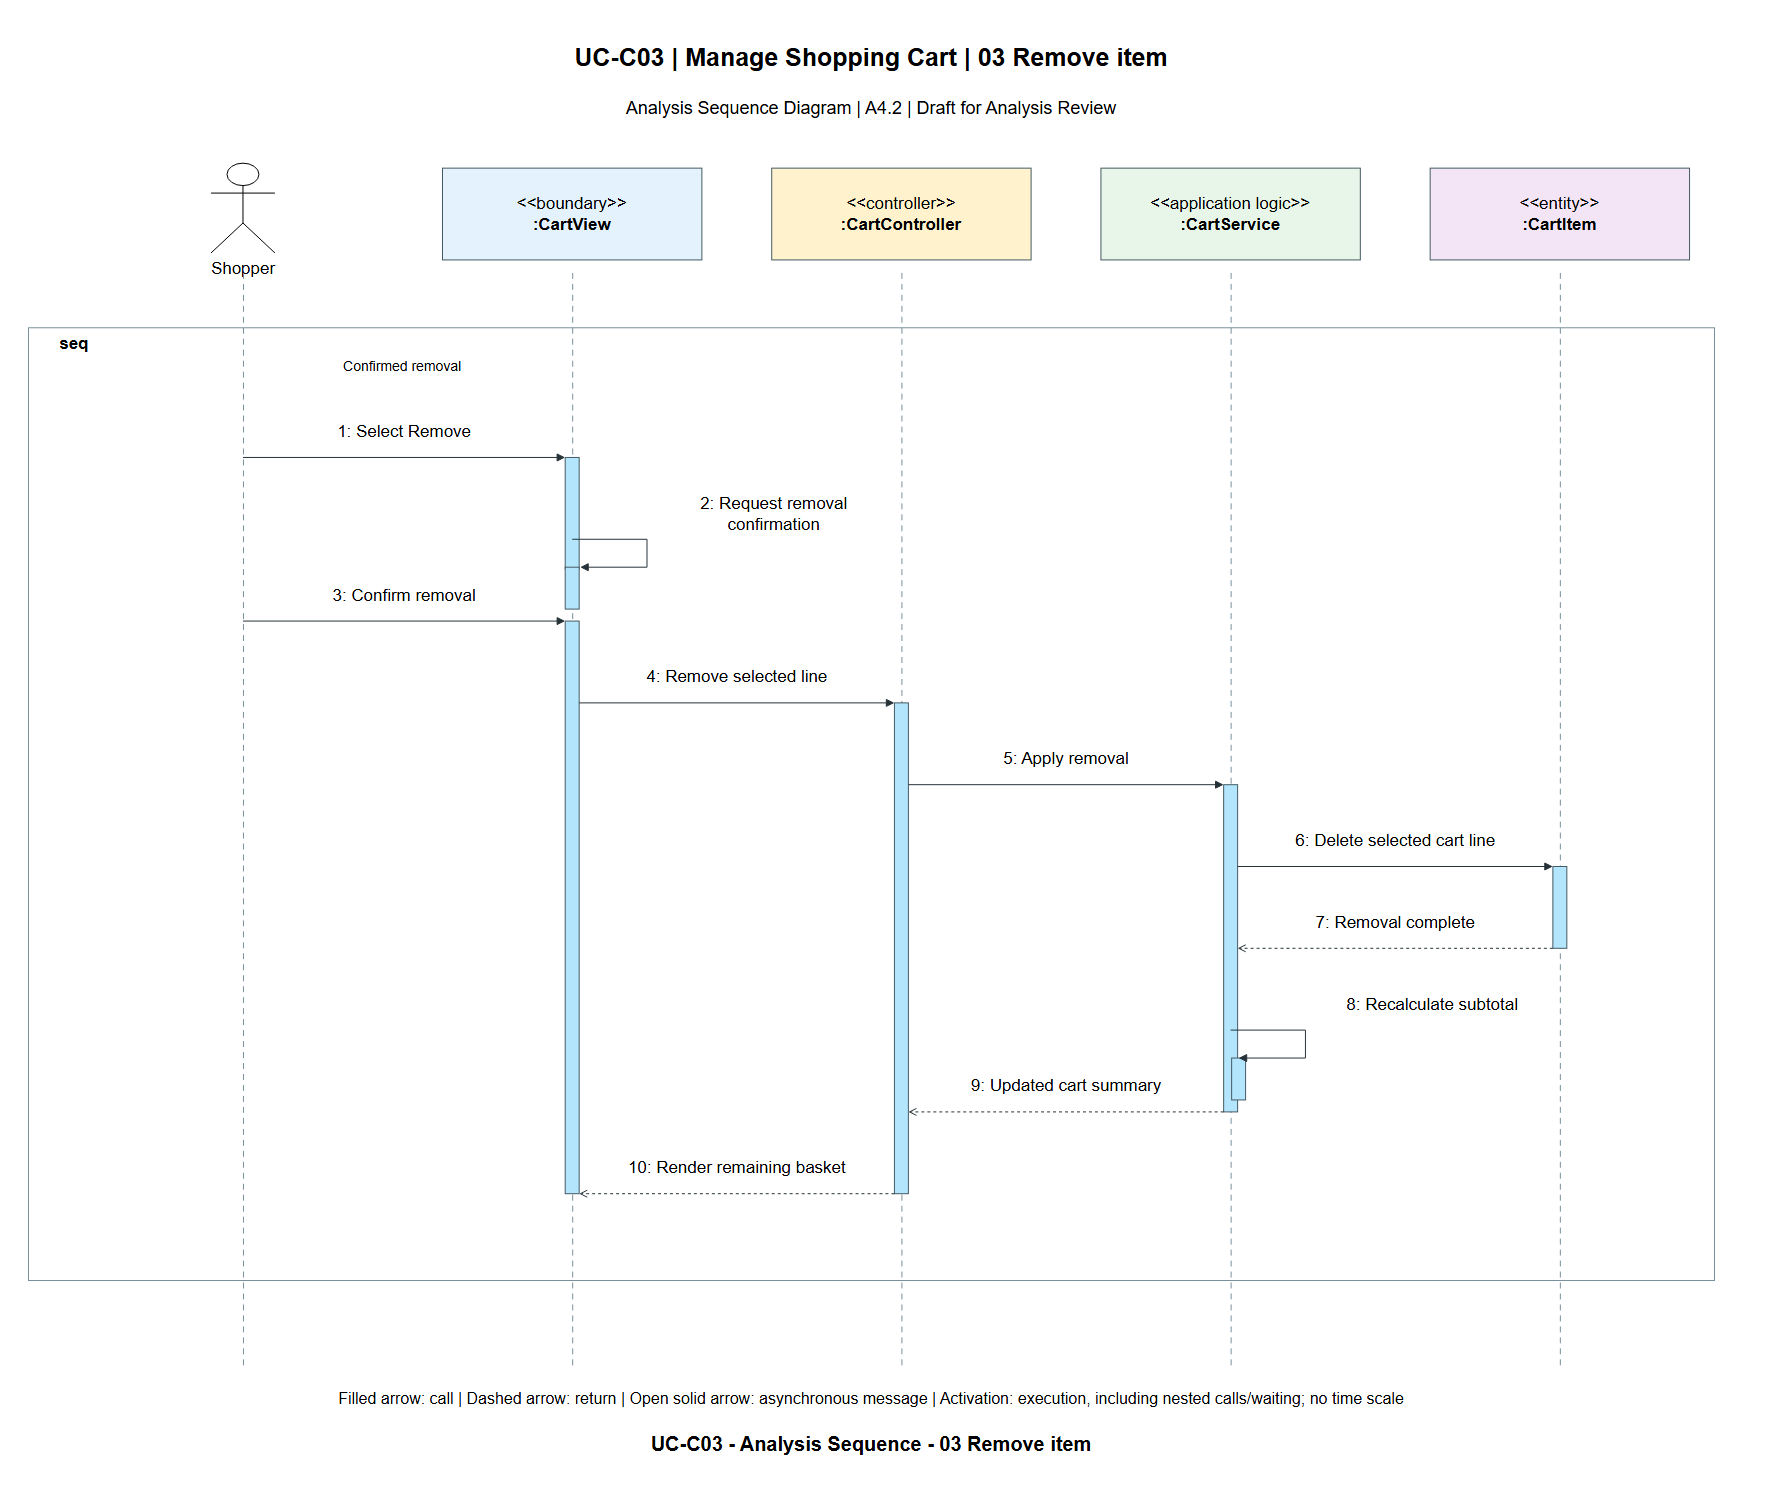 UC-C03 | Manage Shopping Cart | 03 Remove item
Analysis Sequence Diagram | A4.2 | Draft for Analysis Review
Shopper
<<boundary>>
:CartView
<<controller>>
:CartController
<<application logic>>
:CartService
<<entity>>
:CartItem
seq
Confirmed removal
1: Select Remove
2: Request removal
confirmation
3: Confirm removal
4: Remove selected line
5: Apply removal
6: Delete selected cart line
7: Removal complete
8: Recalculate subtotal
9: Updated cart summary
10: Render remaining basket
Filled arrow: call | Dashed arrow: return | Open solid arrow: asynchronous message | Activation: execution, including nested calls/waiting; no time scale
UC-C03 - Analysis Sequence - 03 Remove item